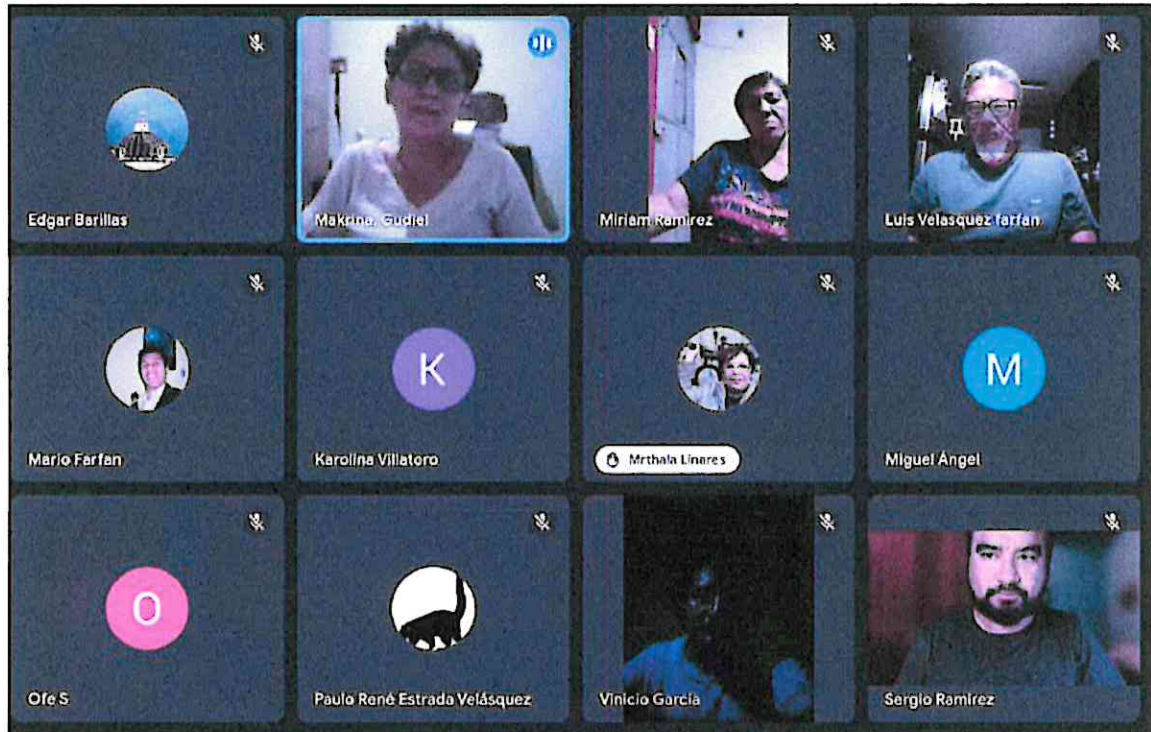 Edgar Barillas
Makrina. Gudiel
Miriam Ramirez
Luis Velasquez farfan
Mario Farfan
K
Karolina Villatoro
Mrthala Linares
M
Miguel Ángel
O
Ofe S
Paulo René Estrada Velásquez
Vinicio García
Sergio Ramirez